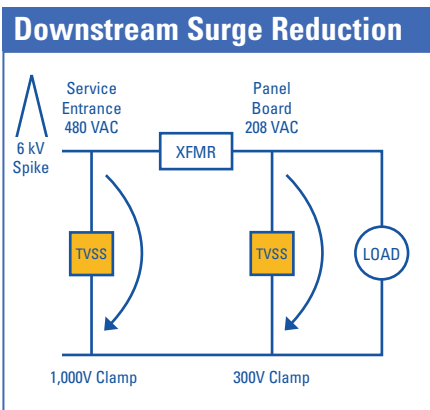 Downstream Surge Reduction
Service
Entrance
480 VAC
Panel
Board
208 VAC
6 kV
Spike
XFMR
TVSS
TVSS
LOAD
1,000V Clamp
300V Clamp